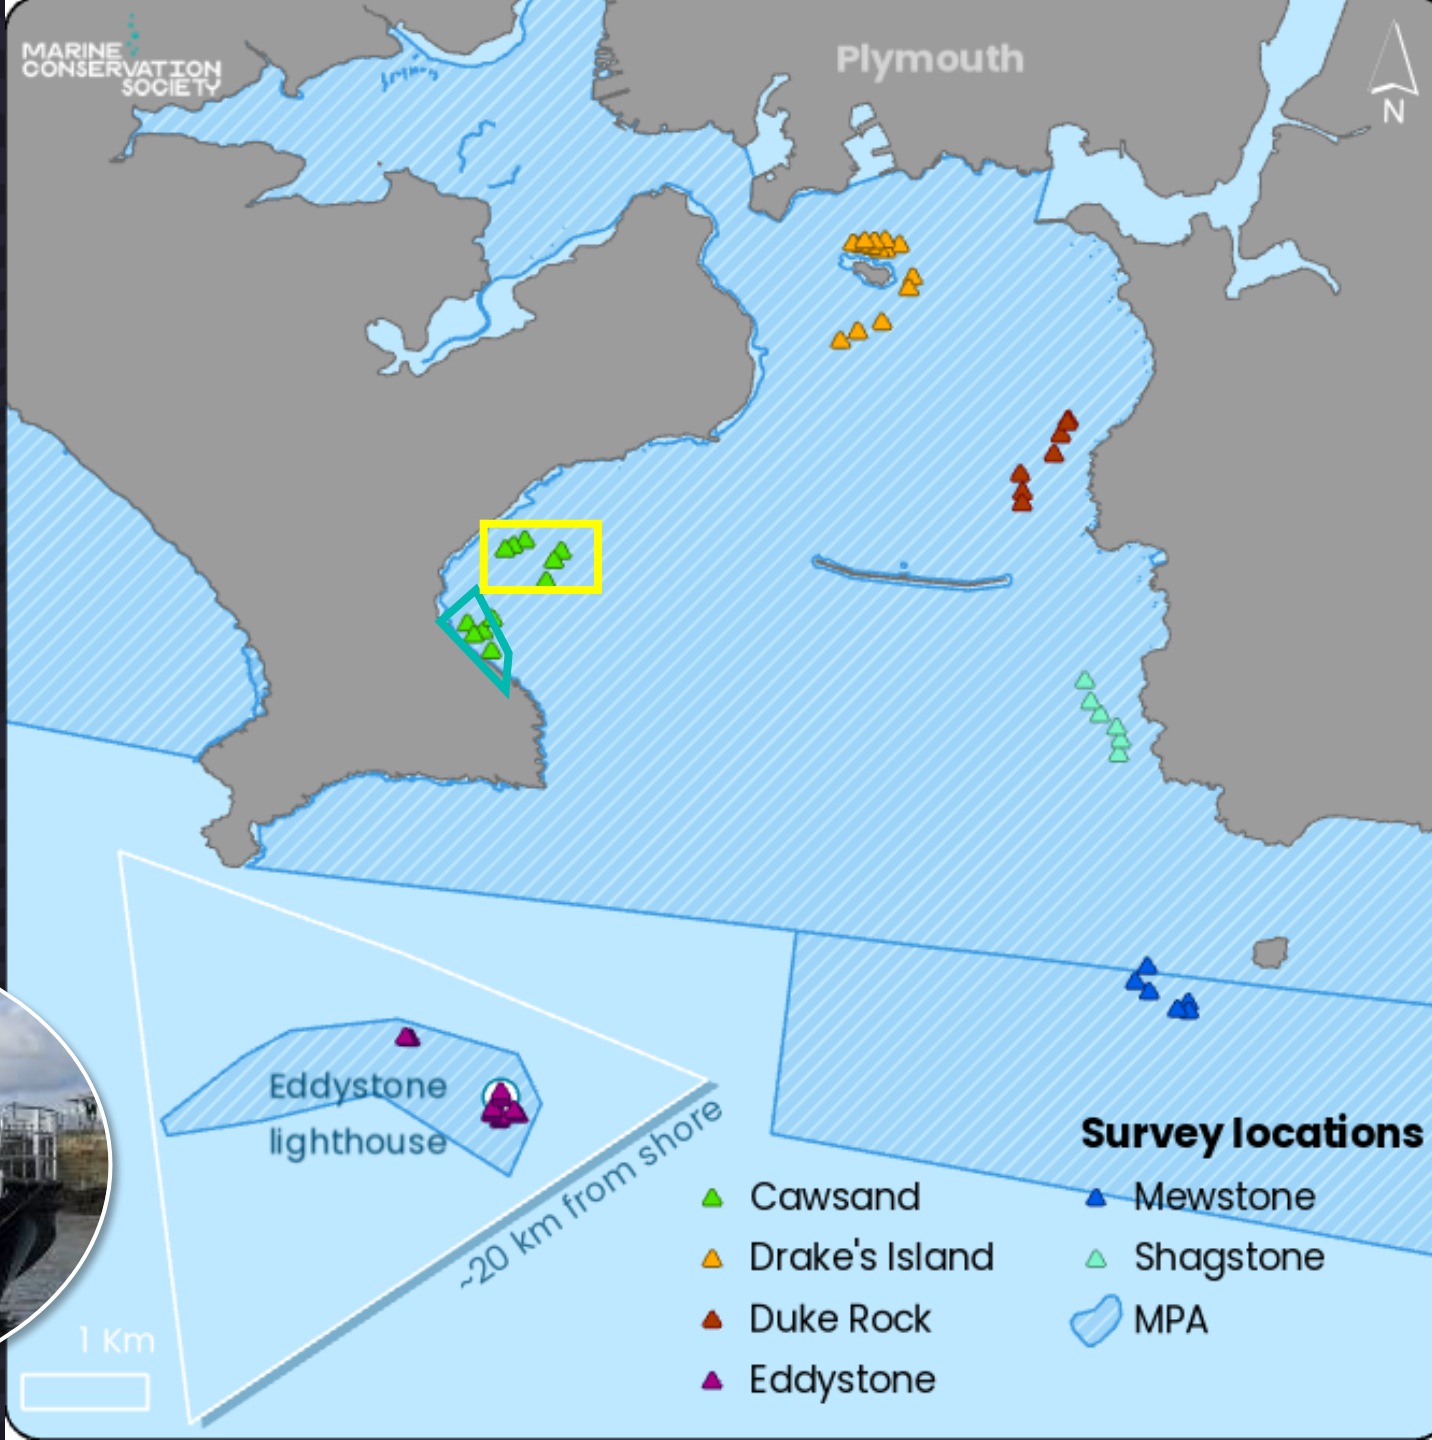 MARINE
CONSERVATION
SOCIETY
Plymouth
N
Eddystone
lighthouse
~20 km from shore
1 Km
Survey locations
Cawsand
Drake's Island
Duke Rock
Eddystone
Mewstone
Shagstone
MPA